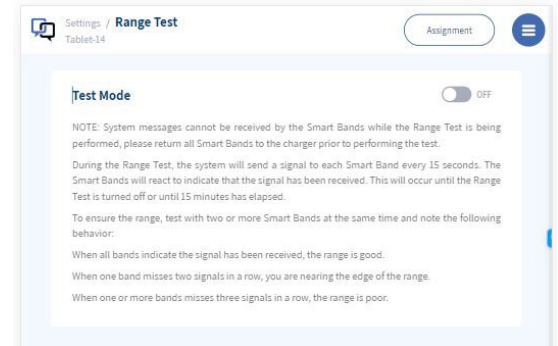 Settings / Range Test
Tablet-14
Assignment
Test Mode
OFF
NOTE: System messages cannot be received by the Smart Bands while the Range Test is being
performed, please return all Smart Bands to the charger prior to performing the test.
During the Range Test, the system will send a signal to each Smart Band every 15 seconds. The
Smart Bands will react to indicate that the signal has been received. This will occur until the Range
Test is turned off or until 15 minutes has elapsed.
To ensure the range, test with two or more Smart Bands at the same time and note the following
behavior:
When all bands indicate the signal has been received, the range is good.
When one band misses two signals in a row, you are nearing the edge of the range.
When one or more bands misses three signals in a row, the range is poor.